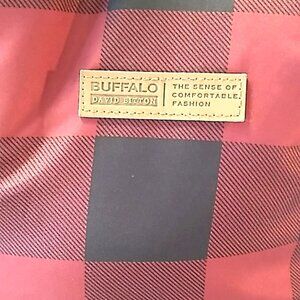 BUFFALO
DAVID BITTON
THE SENSE OF
COMFORTABLE
FASHION